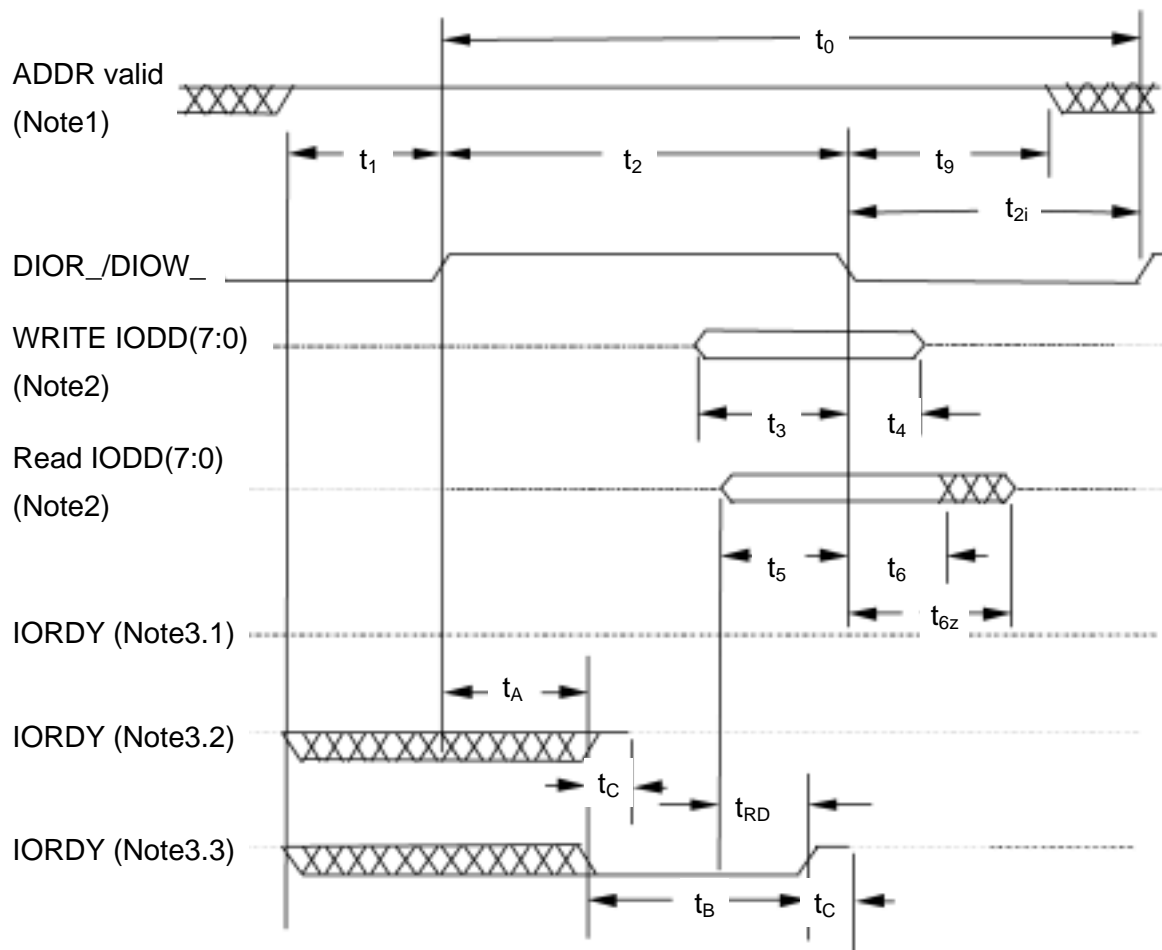 t0
ADDR valid
(Note1)
t1
t2
t9
t2i
DIOR_/DIOW_
WRITE IODD(7:0)
(Note2)
t3
t4
Read IODD(7:0)
(Note2)
t5
t6
t6z
IORDY (Note3.1)
tA
IORDY (Note3.2)
tC
tRD
IORDY (Note3.3)
tB
tC